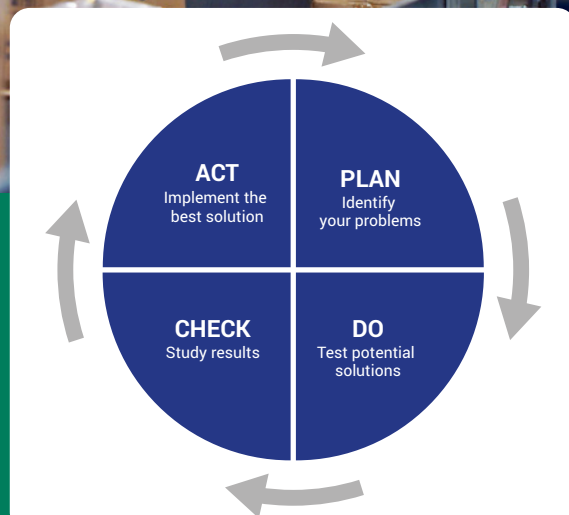 ACT
Implement the
best solution
PLAN
Identify
your problems
CHECK
Study results
DO
Test potential
solutions